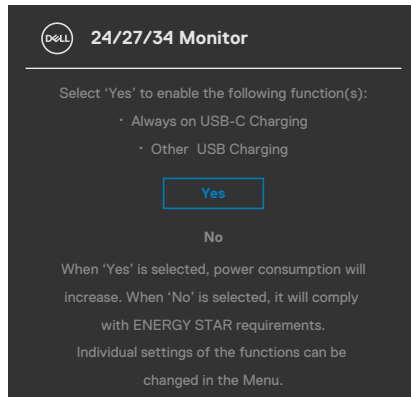 DELL
24/27/34 Monitor
Select ‘Yes’ to enable the following function(s):
· Always on USB-C Charging
· Other USB Charging
Yes
No
When ‘Yes’ is selected, power consumption will
increase. When ‘No’ is selected, it will comply
with ENERGY STAR requirements.
Individual settings of the functions can be
changed in the Menu.